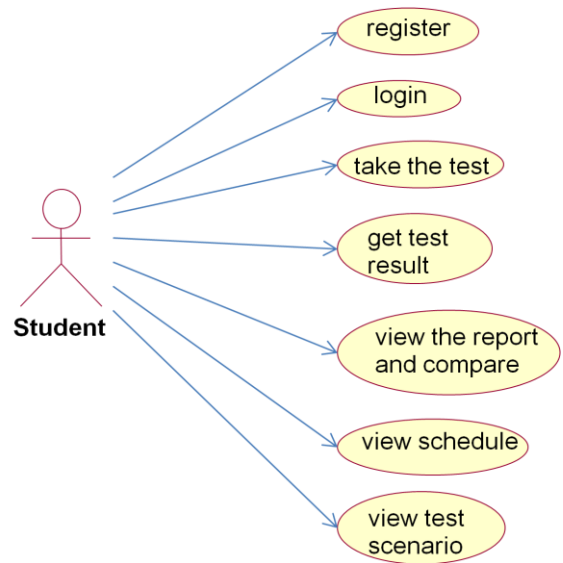 register
login
take the test
get test
result
Student
view the report
and compare
view schedule
view test
scenario